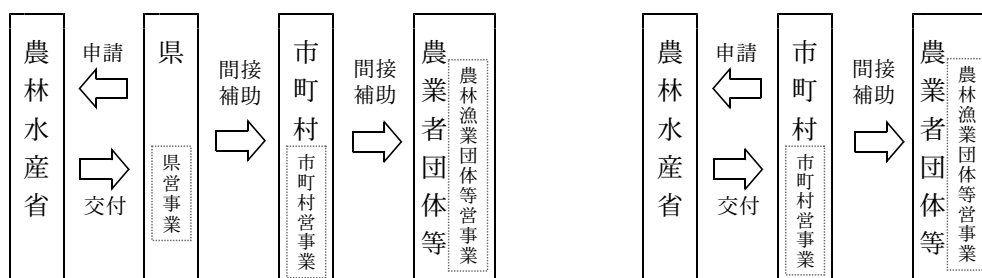 農林水産省
申請
交付
県
県営事業
間接
補助
市町村
市町村営事業
間接
補助
農業者団体等
農林漁業団体等営事業
農林水産省
申請
交付
市町村
市町村営事業
間接
補助
農業者団体等
農林漁業団体等営事業